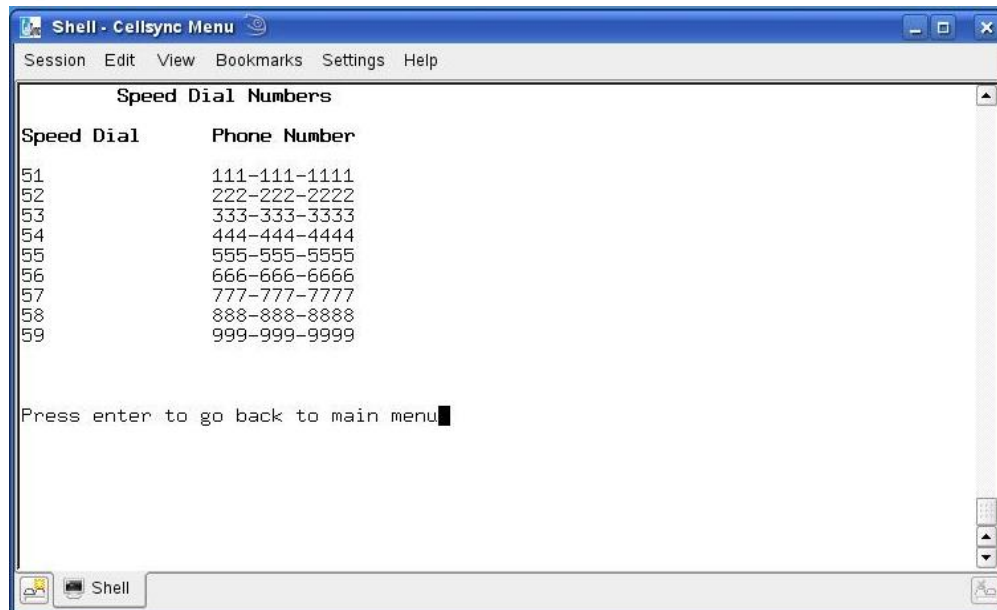 Shell - Cellsync Menu
Session Edit View Bookmarks Settings Help
Speed Dial Numbers
Speed Dial Phone Number
51 111-111-1111
52 222-222-2222
53 333-333-3333
54 444-444-4444
55 555-555-5555
56 666-666-6666
57 777-777-7777
58 888-888-8888
59 999-999-9999
Press enter to go back to main menu
Shell